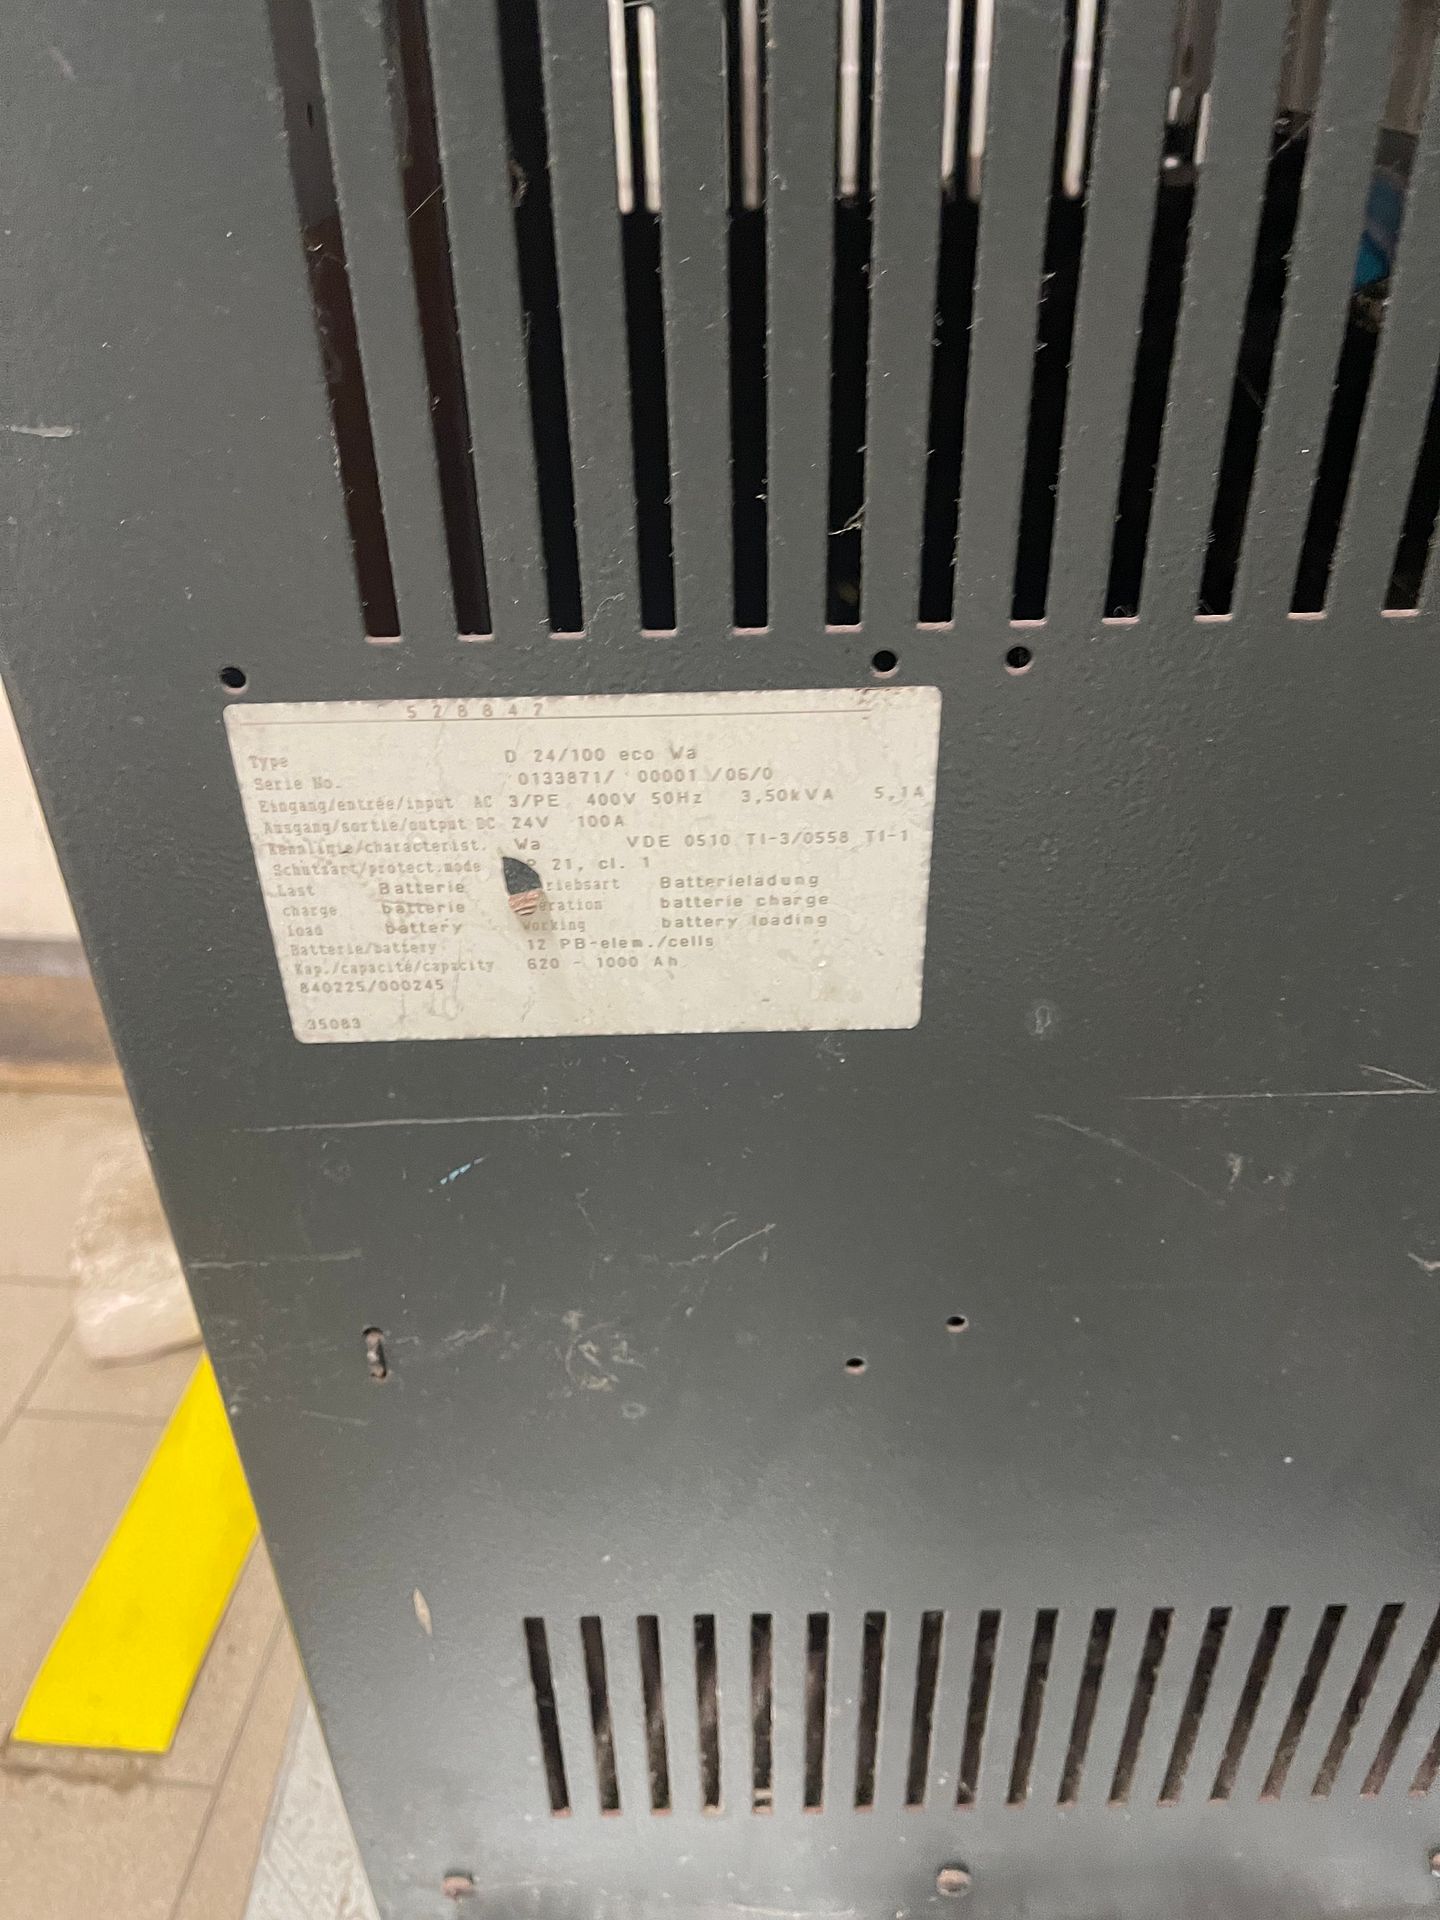 528847
Type D 24/100 eco Wa
Serie No. 0133871/ 00001 /06/0
Eingang/entrée/input AC 3/PE 400V 50Hz 3,50kVA 5,1A
Ausgang/sortie/output DC 24V 100A
Kennlinie/characterist. Wa VDE 0510 T1-3/0558 T1-1
Schutzart/protect.mode 21, cl. 1
Last Batterie riebsart Batterieladung
charge batterie eration batterie charge
load battery working battery loading
Batterie/battery 12 PB-elem./cells
Kap./capacité/capacity 620 - 1000 Ah
840225/000245
35083